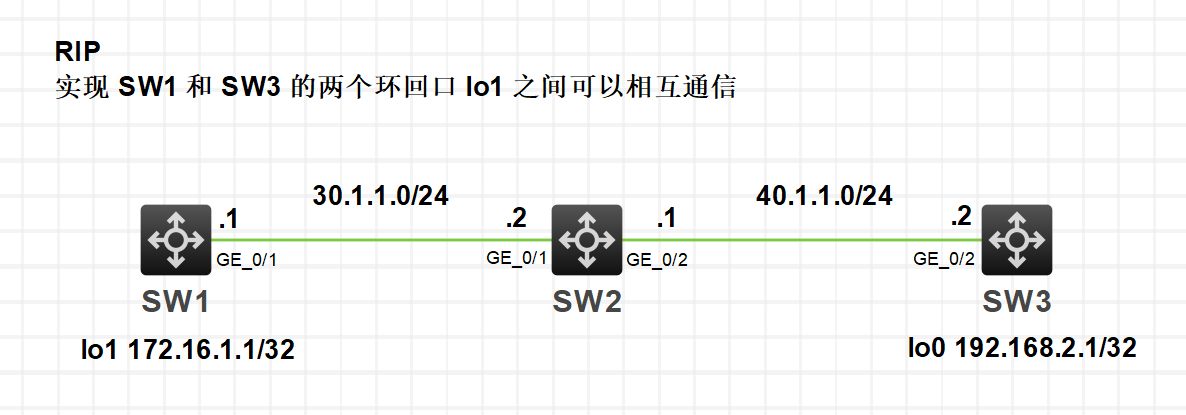 RIP
实现 SW1 和 SW3 的两个环回口 lo1 之间可以相互通信
30.1.1.0/24
40.1.1.0/24
.1
.2
.1
.2
GE_0/1
GE_0/1
GE_0/2
GE_0/2
SW1
SW2
SW3
lo1 172.16.1.1/32
lo0 192.168.2.1/32